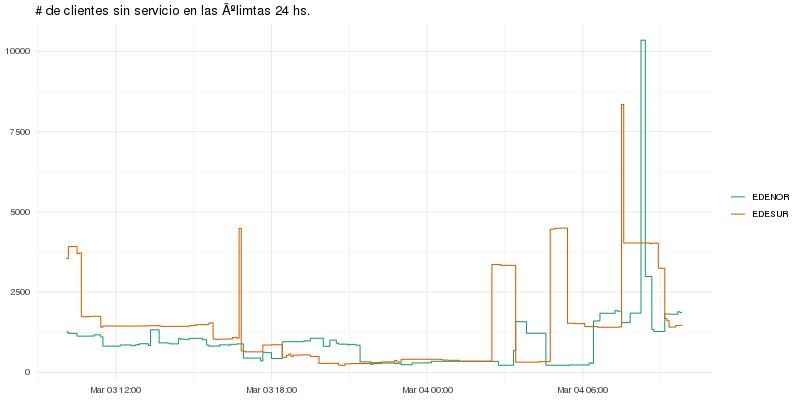 # de clientes sin servicio en las Ãºlimtas 24 hs.
10000
7500
5000
2500
0
Mar 03 12:00
Mar 03 18:00
Mar 04 00:00
Mar 04 06:00
EDENOR
EDESUR